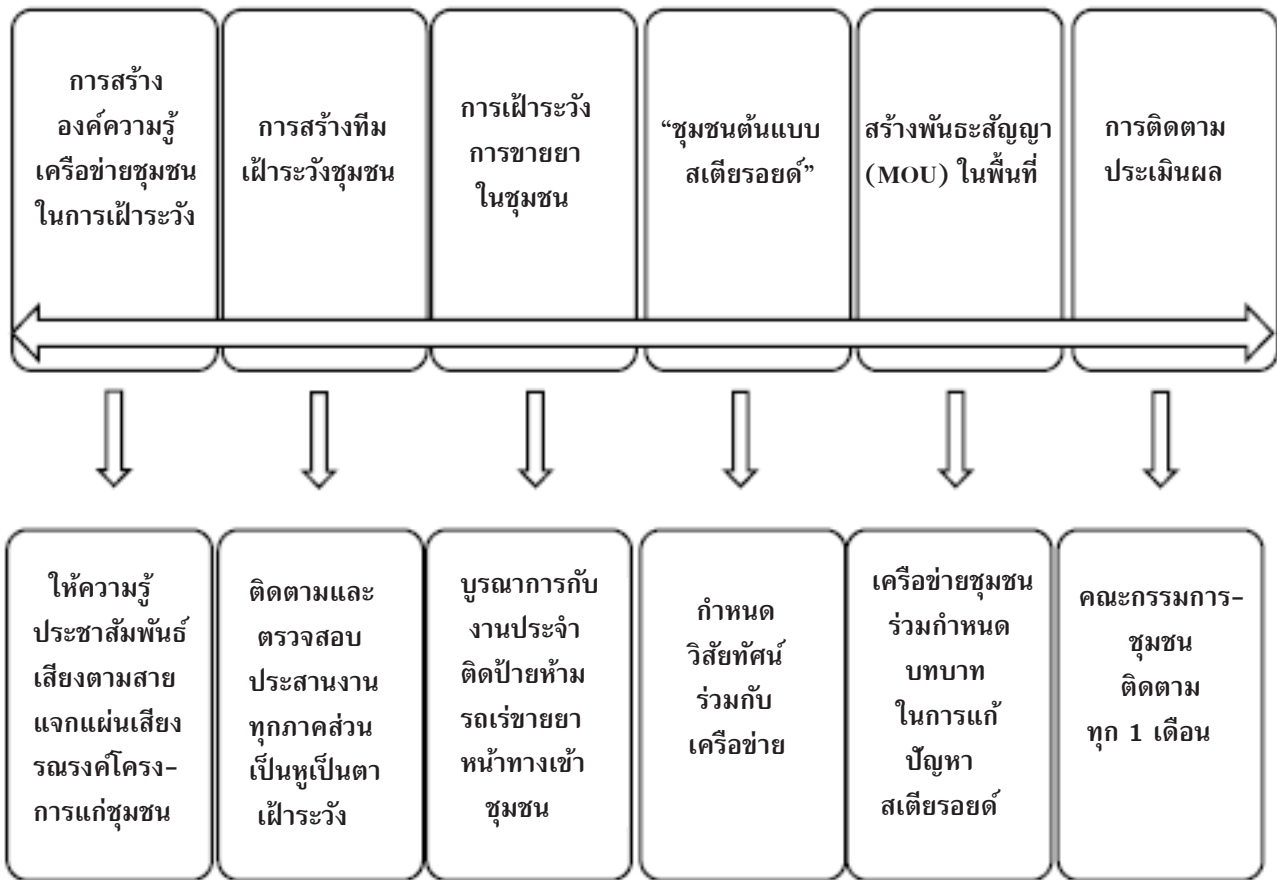 การสร้าง
องค์ความรู้
เครือข่ายชุมชน
ในการเฝ้าระวัง
การสร้างทีม
เฝ้าระวังชุมชน
การเฝ้าระวัง
การขายยา
ในชุมชน
“ชุมชนต้นแบบ
สเตียรอยด์”
สร้างพันธะสัญญา
(MOU) ในพื้นที่
การติดตาม
ประเมินผล
ให้ความรู้
ประชาสัมพันธ์
เสียงตามสาย
แจกแผ่นเสียง
รณรงค์โครง-
การแก่ชุมชน
ติดตามและ
ตรวจสอบ
ประสานงาน
ทุกภาคส่วน
เป็นหูเป็นตา
เฝ้าระวัง
บูรณาการกับ
งานประจำ
ติดป้ายห้าม
รถเร่ขายยา
หน้าทางเข้า
ชุมชน
กำหนด
วิสัยทัศน์
ร่วมกับ
เครือข่าย
เครือข่ายชุมชน
ร่วมกำหนด
บทบาท
ในการแก้
ปัญหา
สเตียรอยด์
คณะกรรมการ-
ชุมชน
ติดตาม
ทุก 1 เดือน